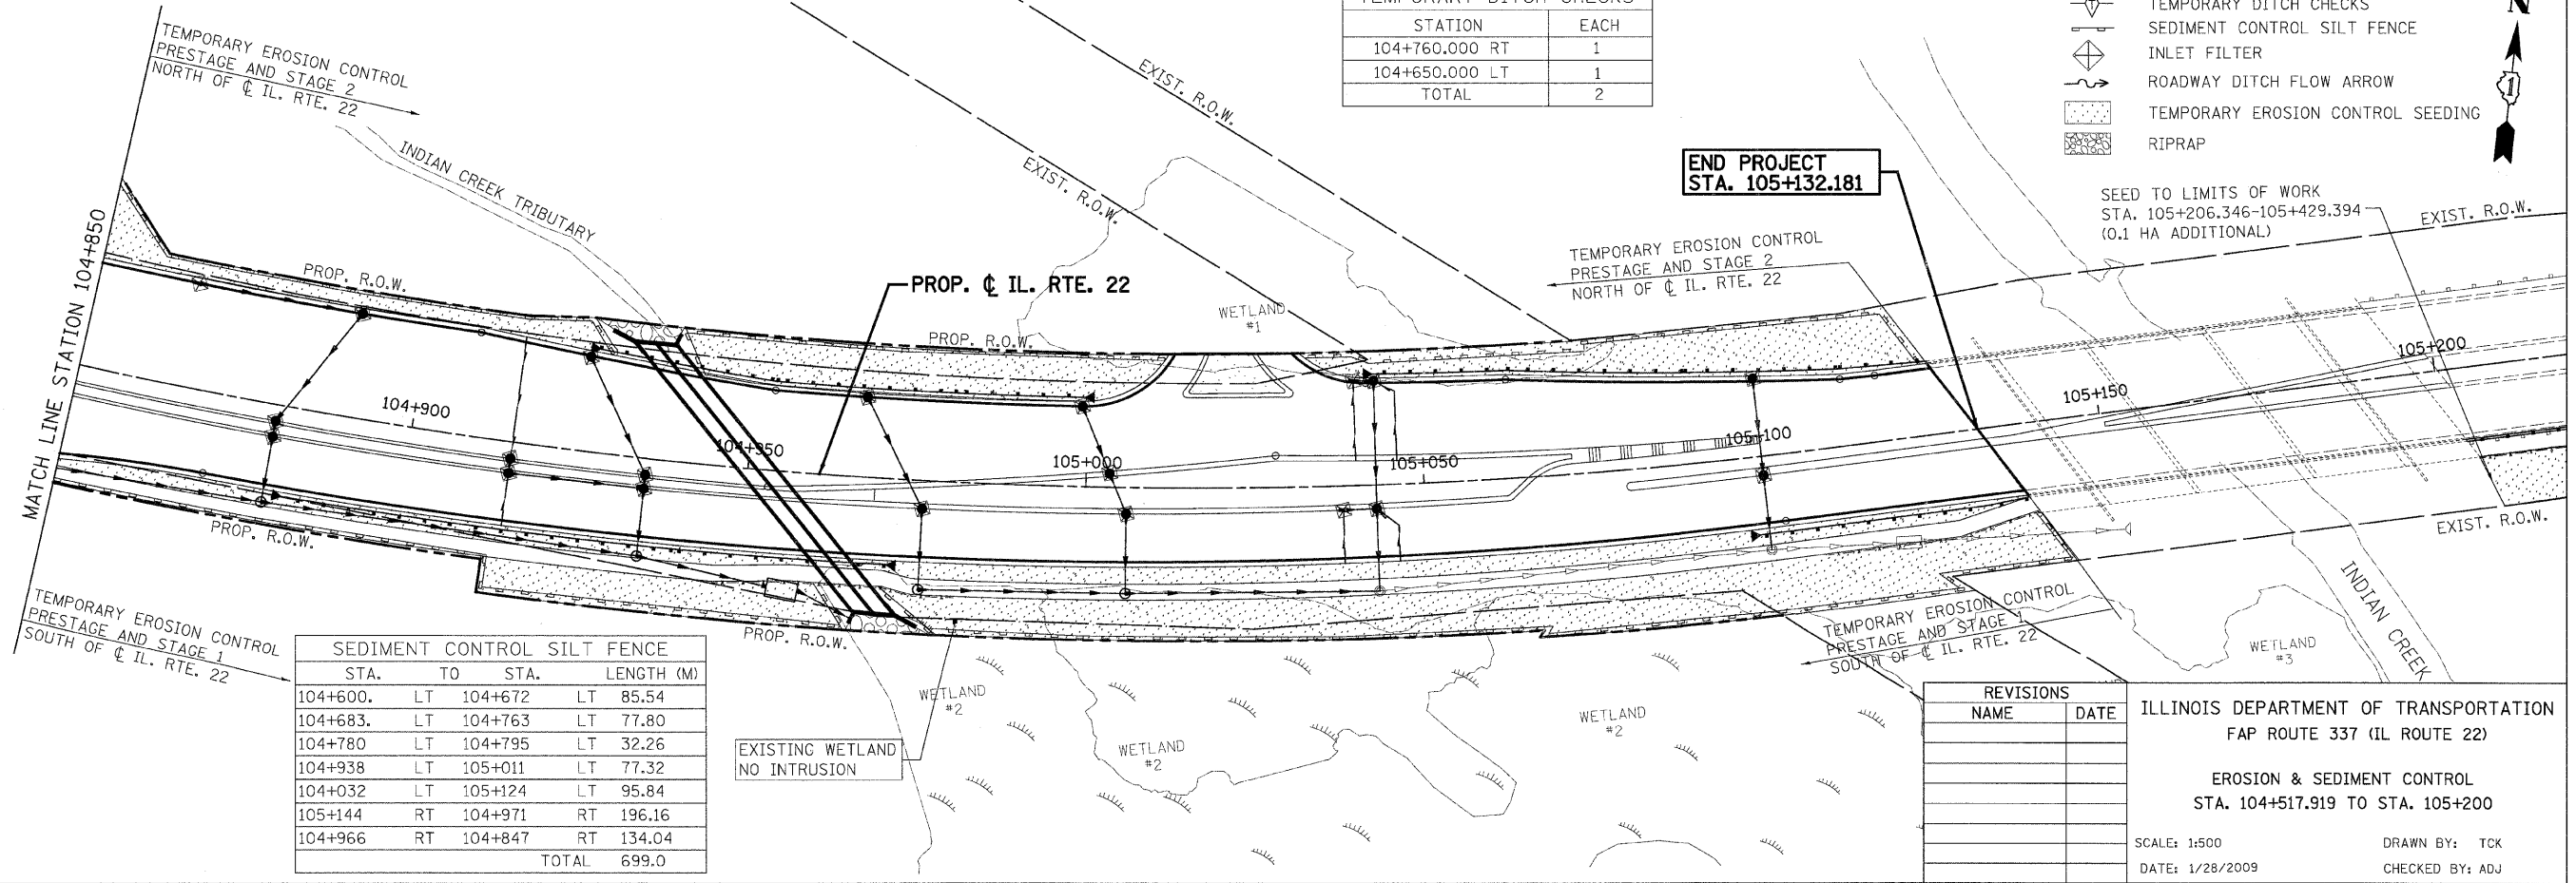 TEMPORARY DITCH CHECKS
STATION EACH
104+760.000 RT 1
104+650.000 LT 1
TOTAL 2
TEMPORARY DITCH CHECKS
SEDIMENT CONTROL SILT FENCE
INLET FILTER
ROADWAY DITCH FLOW ARROW
TEMPORARY EROSION CONTROL SEEDING
RIPRAP
N
1
TEMPORARY EROSION CONTROL
PRESTAGE AND STAGE 2
NORTH OF ℄ IL. RTE. 22
INDIAN CREEK TRIBUTARY
EXIST. R.O.W.
EXIST. R.O.W.
END PROJECT
STA. 105+132.181
SEED TO LIMITS OF WORK
STA. 105+206.346-105+429.394
(0.1 HA ADDITIONAL)
EXIST. R.O.W.
TEMPORARY EROSION CONTROL
PRESTAGE AND STAGE 2
NORTH OF ℄ IL. RTE. 22
MATCH LINE STATION 104+850
PROP. R.O.W.
PROP. ℄ IL. RTE. 22
WETLAND
#1
PROP. R.O.W.
104+900
104+950
105+000
105+050
105+100
105+150
105+200
PROP. R.O.W.
EXIST. R.O.W.
INDIAN CREEK
TEMPORARY EROSION CONTROL
PRESTAGE AND STAGE 1
SOUTH OF ℄ IL. RTE. 22
PROP. R.O.W.
TEMPORARY EROSION CONTROL
PRESTAGE AND STAGE 1
SOUTH OF ℄ IL. RTE. 22
WETLAND
#3
WETLAND
#2
WETLAND
#2
WETLAND
#2
EXISTING WETLAND
NO INTRUSION
SEDIMENT CONTROL SILT FENCE
STA. TO STA. LENGTH (M)
104+600. LT 104+672 LT 85.54
104+683. LT 104+763 LT 77.80
104+780 LT 104+795 LT 32.26
104+938 LT 105+011 LT 77.32
104+032 LT 105+124 LT 95.84
105+144 RT 104+971 RT 196.16
104+966 RT 104+847 RT 134.04
TOTAL 699.0
REVISIONS
NAME DATE
ILLINOIS DEPARTMENT OF TRANSPORTATION
FAP ROUTE 337 (IL ROUTE 22)
EROSION & SEDIMENT CONTROL
STA. 104+517.919 TO STA. 105+200
SCALE: 1:500 DRAWN BY: TCK
DATE: 1/28/2009 CHECKED BY: ADJ